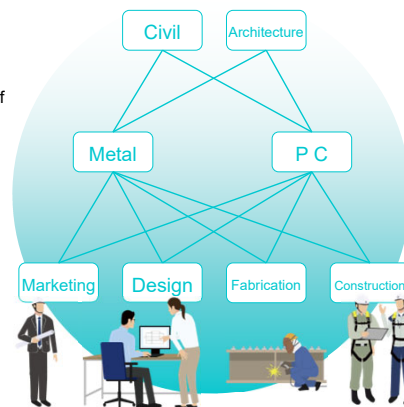 Civil
Architecture
f
Metal
P C
Marketing
Design
Fabrication
Construction